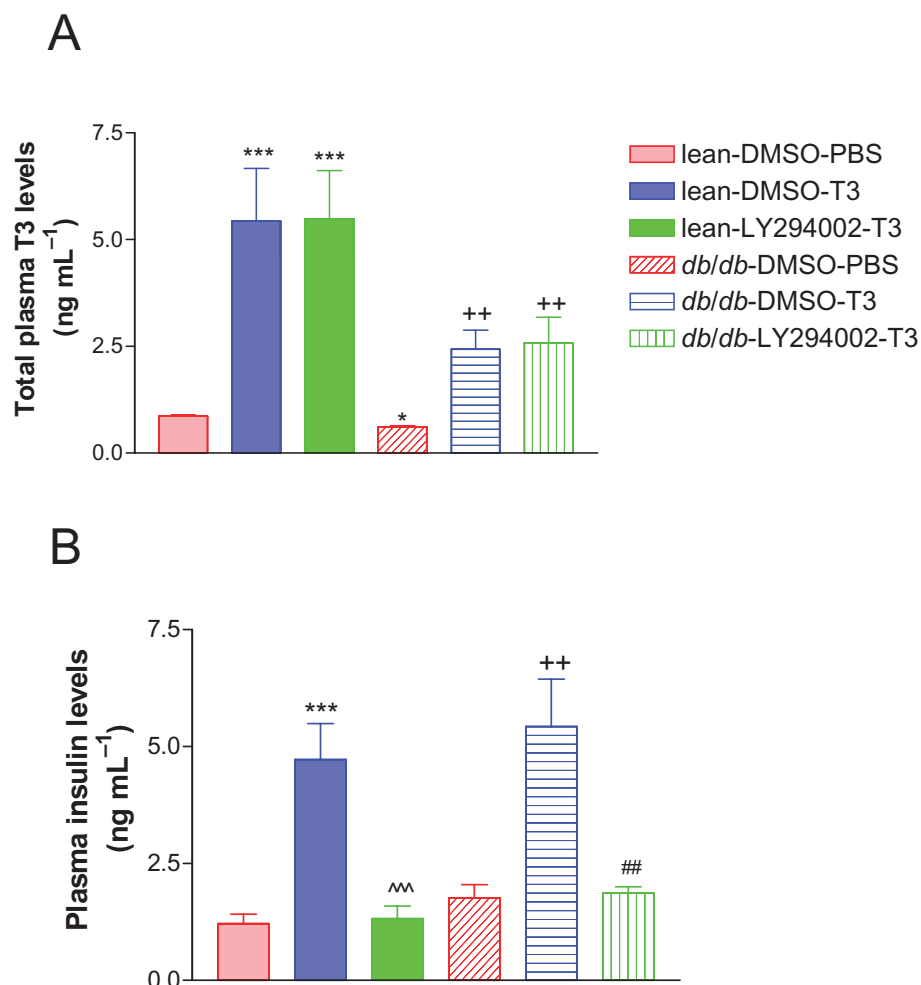 A
Total plasma T3 levels
(ng mL⁻¹)
7.5
5.0
2.5
0.0
***
***
*
++
++
lean-DMSO-PBS
lean-DMSO-T3
lean-LY294002-T3
db/db-DMSO-PBS
db/db-DMSO-T3
db/db-LY294002-T3
B
Plasma insulin levels
(ng mL⁻¹)
7.5
5.0
2.5
0.0
***
^^^
++
##